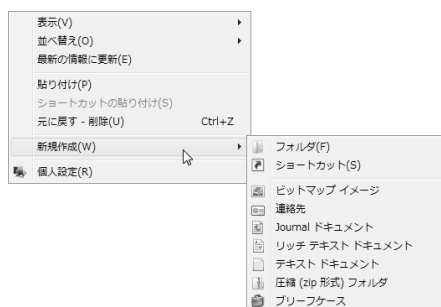 表示(V)
並べ替え(O)
最新の情報に更新(E)
貼り付け(P)
ショートカットの貼り付け(S)
元に戻す - 削除(U) Ctrl+Z
新規作成(W)
個人設定(R)
フォルダ(F)
ショートカット(S)
ビットマップ イメージ
連絡先
Journal ドキュメント
リッチ テキスト ドキュメント
テキスト ドキュメント
圧縮 (zip 形式) フォルダ
ブリーフケース